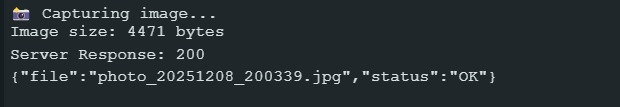 📸 Capturing image...
Image size: 4471 bytes
Server Response: 200
{"file":"photo_20251208_200339.jpg","status":"OK"}